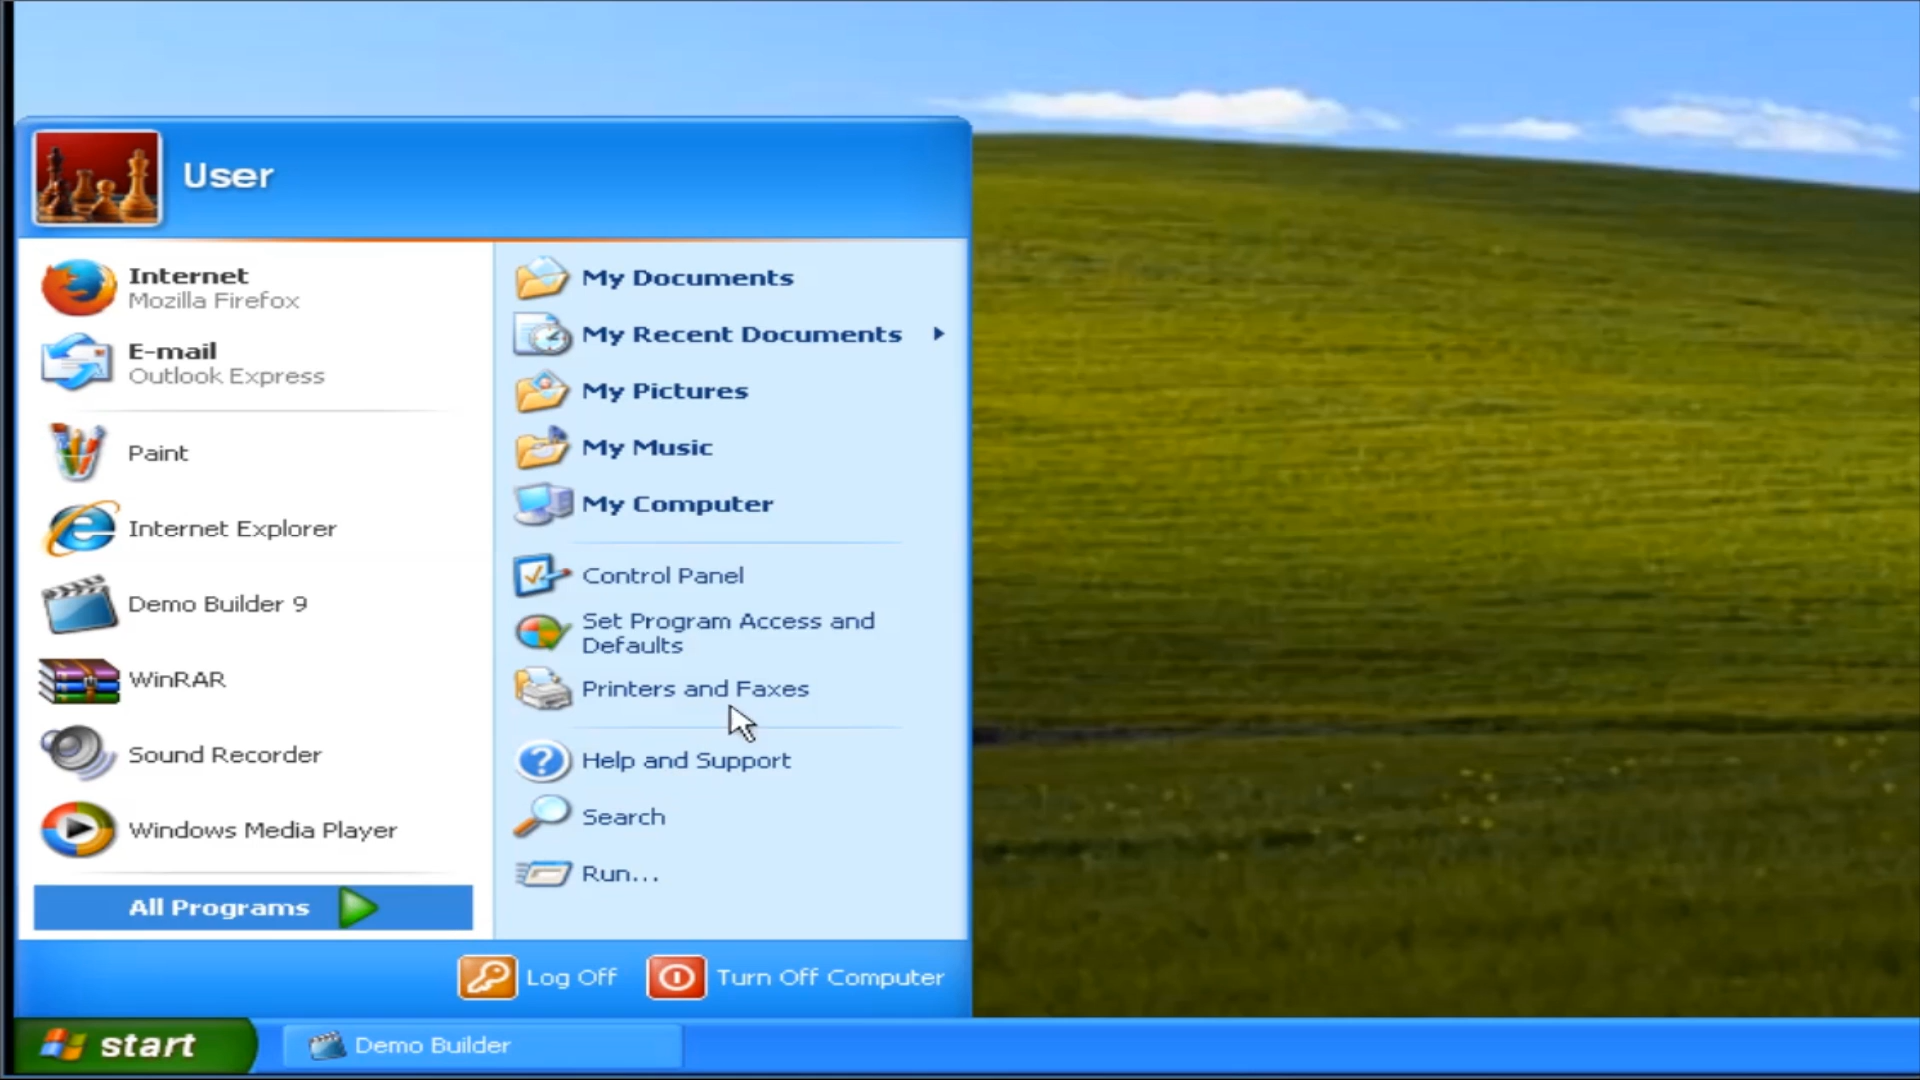 User
Internet
Mozilla Firefox
E-mail
Outlook Express
Paint
Internet Explorer
Demo Builder 9
WinRAR
Sound Recorder
Windows Media Player
All Programs
My Documents
My Recent Documents
My Pictures
My Music
My Computer
Control Panel
Set Program Access and
Defaults
Printers and Faxes
Help and Support
Search
Run...
Log Off
Turn Off Computer
start
Demo Builder